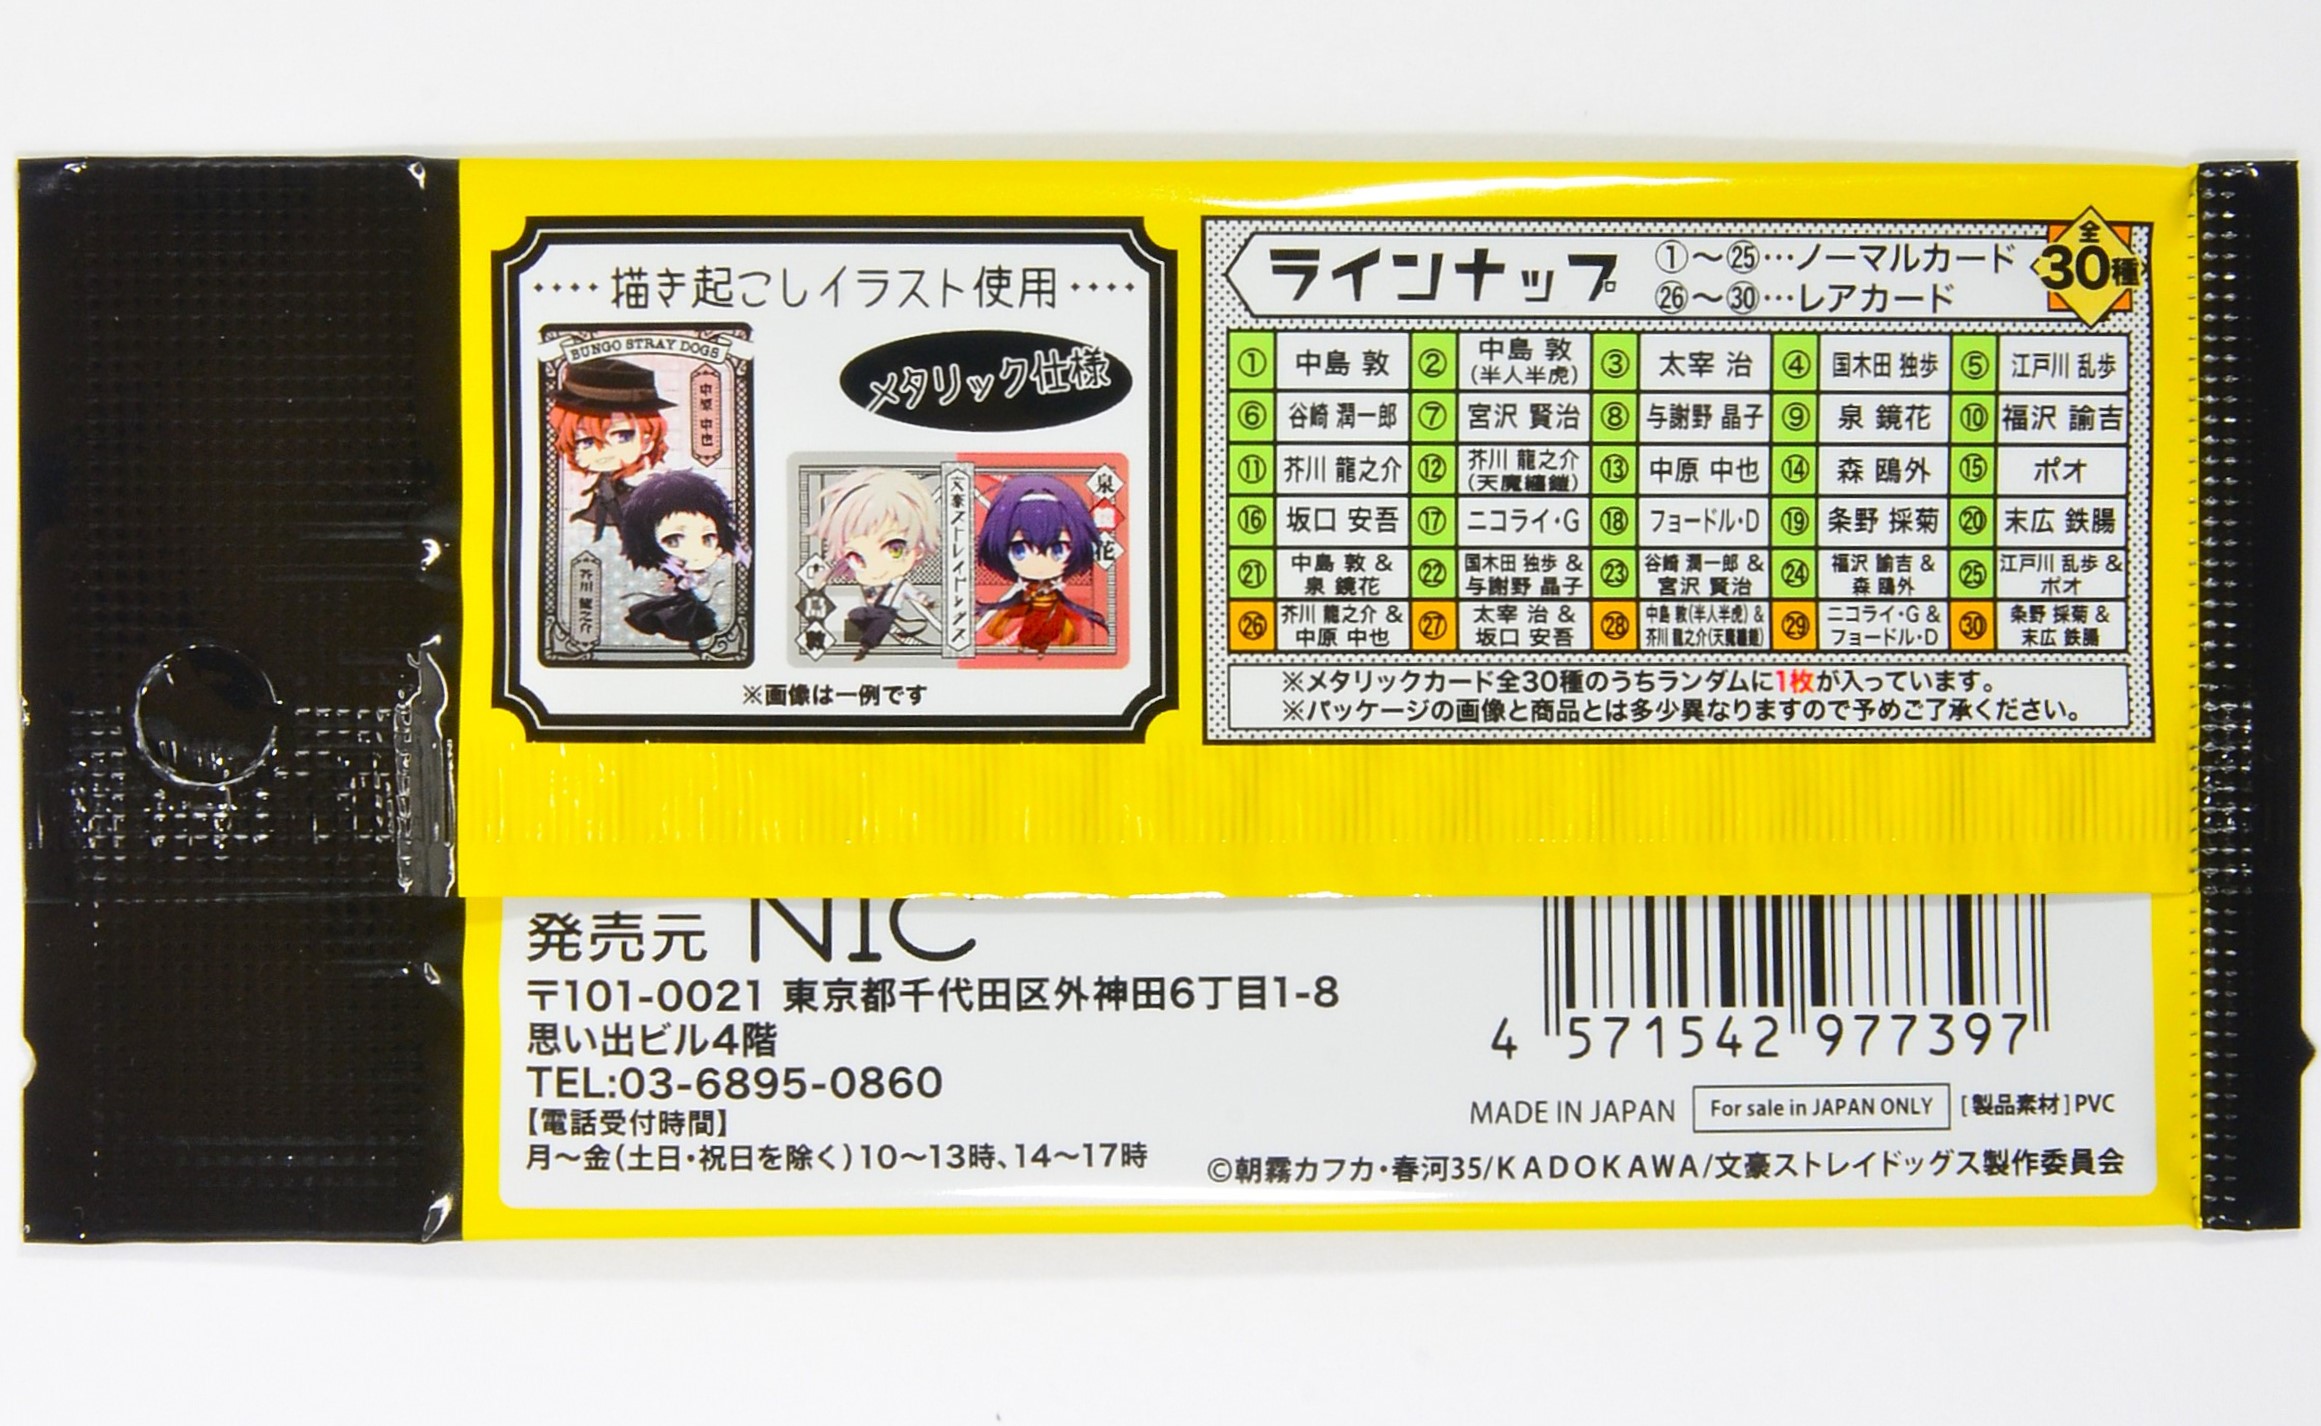 描き起こしイラスト使用
BUNGO STRAY DOGS
中原 中也
芥川 龍之介
メタリック仕様
文豪ストレイドッグス
泉 鏡花
中島 敦
※画像は一例です
ラインナップ
①～㉕…ノーマルカード
㉖～㉚…レアカード
全
30種
① 中島 敦 ② 中島 敦(半人半虎) ③ 太宰 治 ④ 国木田 独歩 ⑤ 江戸川 乱歩
⑥ 谷崎 潤一郎 ⑦ 宮沢 賢治 ⑧ 与謝野 晶子 ⑨ 泉 鏡花 ⑩ 福沢 諭吉
⑪ 芥川 龍之介 ⑫ 芥川 龍之介(天魔纏鎧) ⑬ 中原 中也 ⑭ 森 鴎外 ⑮ ポオ
⑯ 坂口 安吾 ⑰ ニコライ・G ⑱ フョードル・D ⑲ 条野 採菊 ⑳ 末広 鉄腸
㉑ 中島 敦 & 泉 鏡花 ㉒ 国木田 独歩 & 与謝野 晶子 ㉓ 谷崎 潤一郎 & 宮沢 賢治 ㉔ 福沢 諭吉 & 森 鴎外 ㉕ 江戸川 乱歩 & ポオ
㉖ 芥川 龍之介 & 中原 中也 ㉗ 太宰 治 & 坂口 安吾 ㉘ 中島 敦(半人半虎) & 芥川 龍之介(天魔纏鎧) ㉙ ニコライ・G & フョードル・D ㉚ 条野 採菊 & 末広 鉄腸
※メタリックカード全30種のうちランダムに1枚が入っています。
※パッケージの画像と商品とは多少異なりますので予めご了承ください。
発売元 NIC
〒101-0021 東京都千代田区外神田6丁目1-8
思い出ビル4階
TEL:03-6895-0860
【電話受付時間】
月～金(土日・祝日を除く)10～13時、14～17時
4 571542 977397
MADE IN JAPAN For sale in JAPAN ONLY [製品素材]PVC
©朝霧カフカ・春河35/KADOKAWA/文豪ストレイドッグス製作委員会